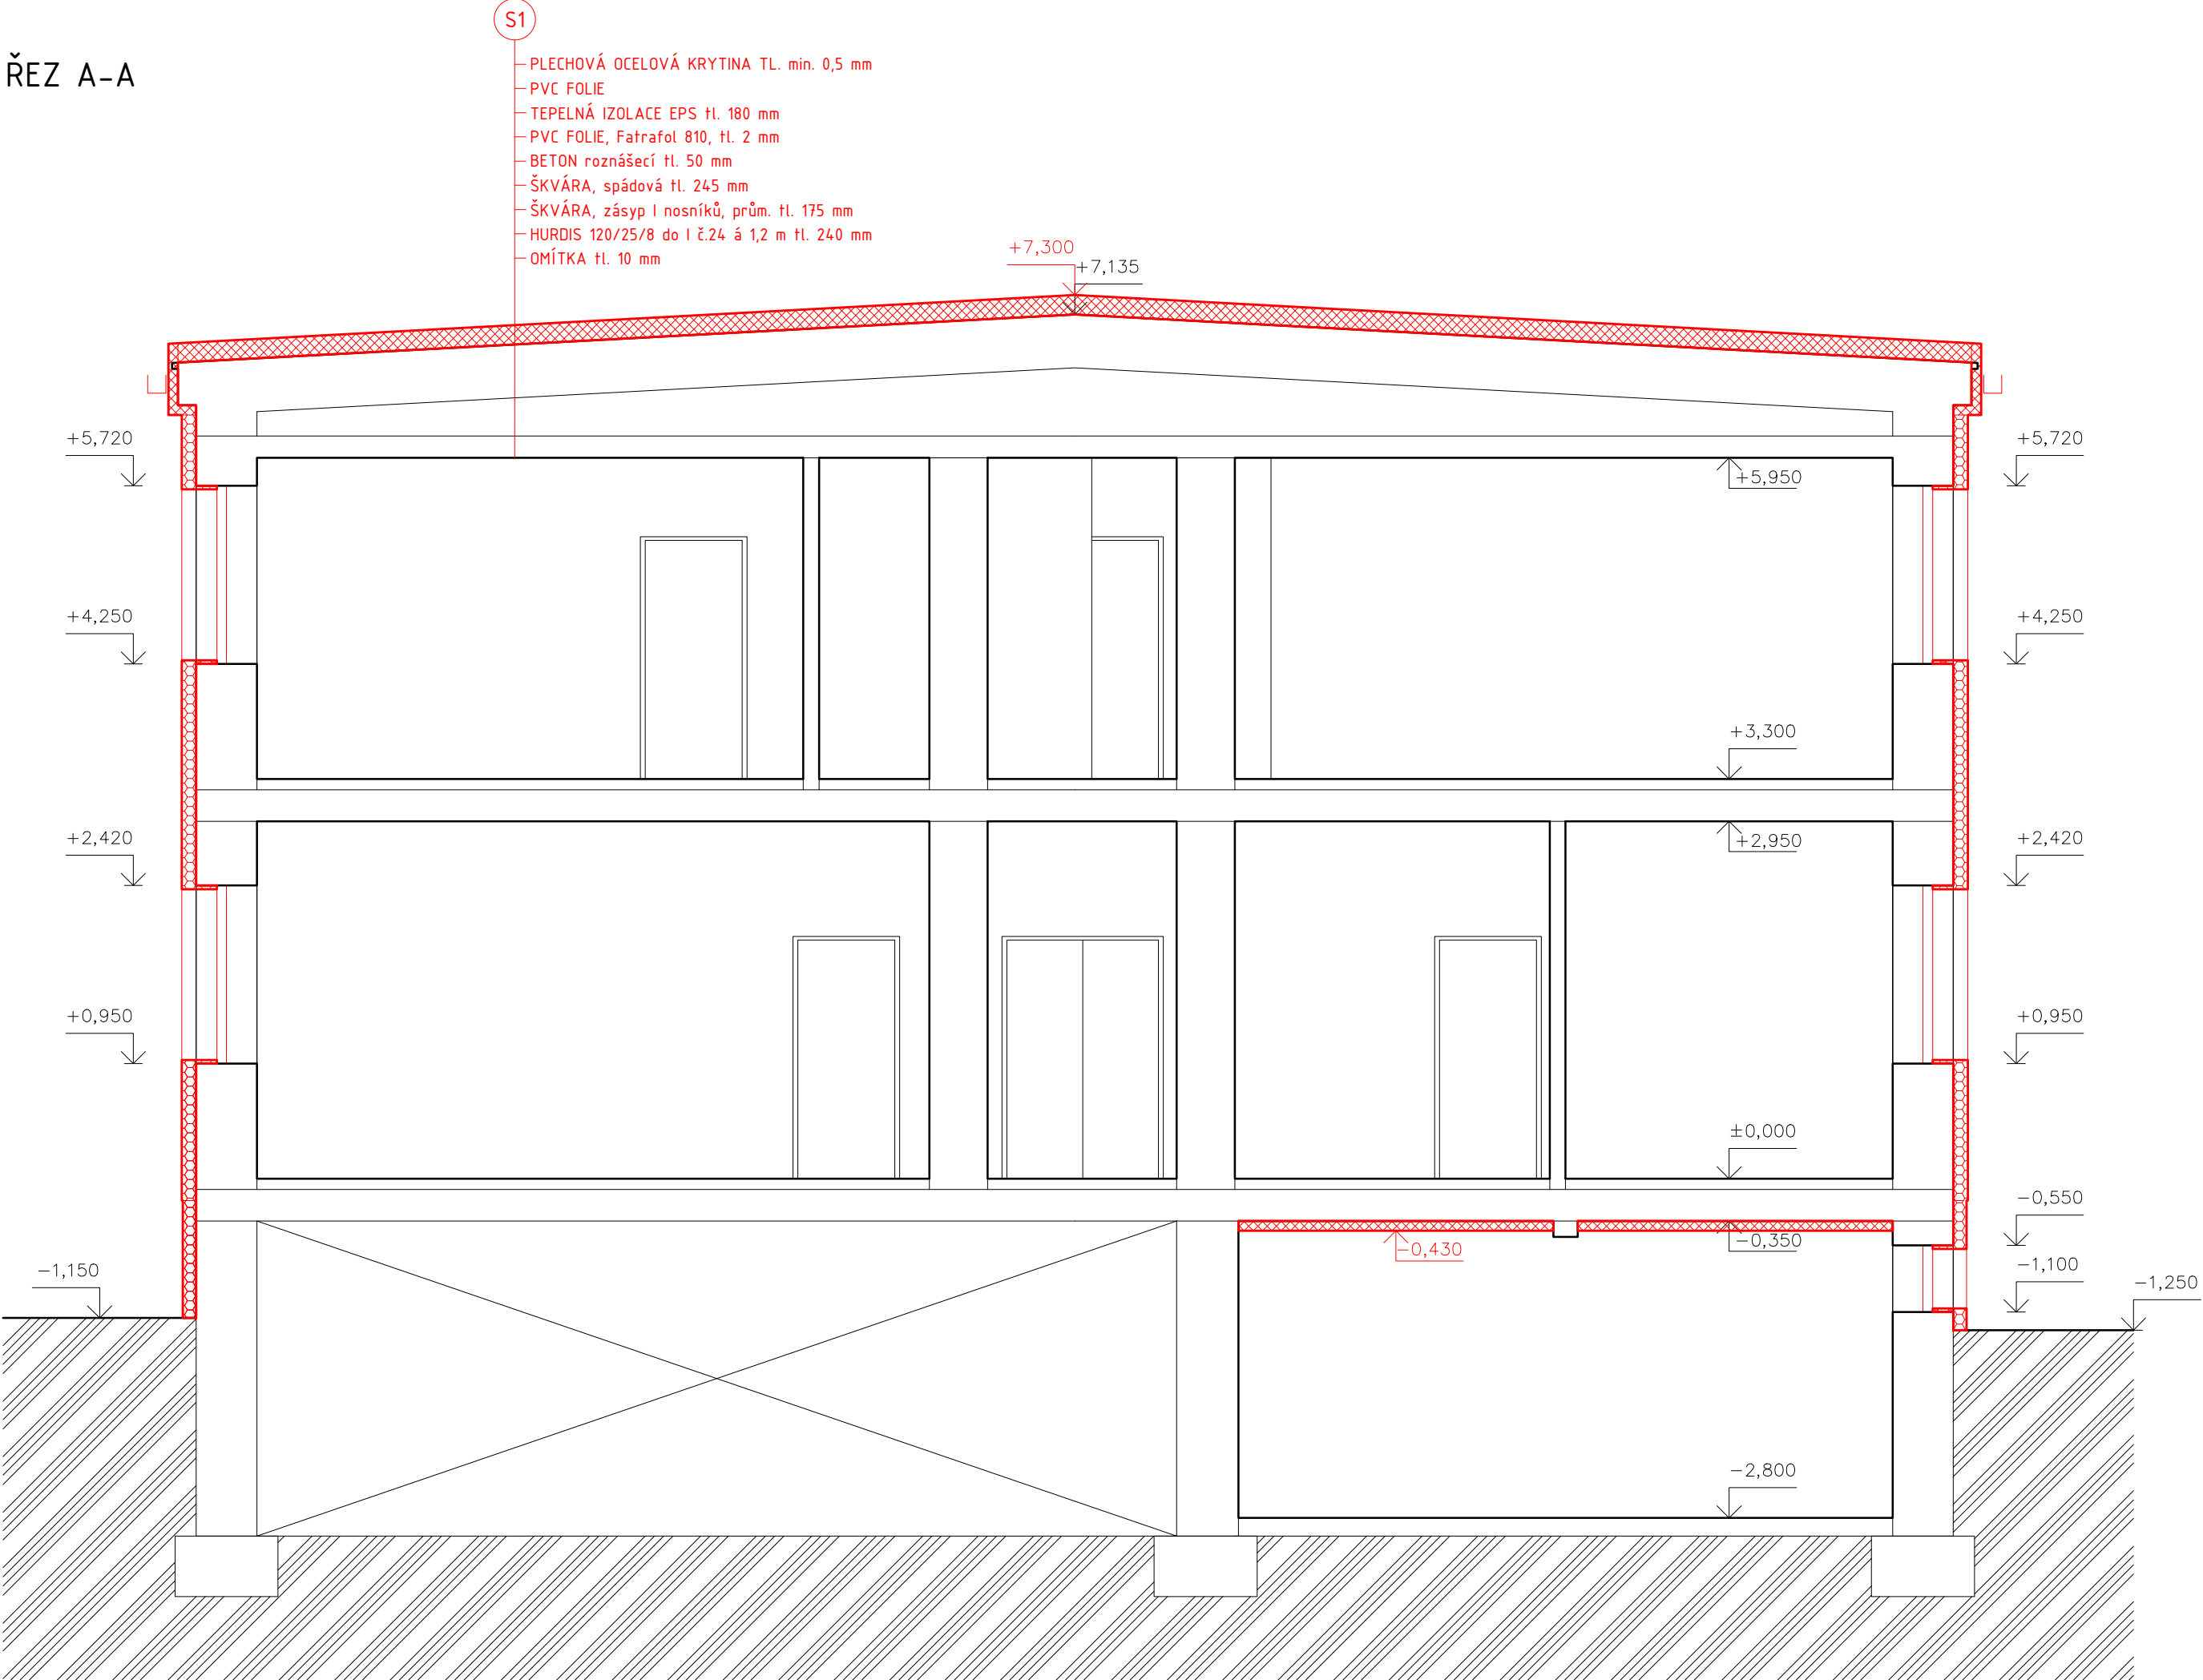 S1
ŘEZ A-A
PLECHOVÁ OCELOVÁ KRYTINA TL. min. 0,5 mm
PVC FOLIE
TEPELNÁ IZOLACE EPS tl. 180 mm
PVC FOLIE, Fatrafol 810, tl. 2 mm
BETON roznášecí tl. 50 mm
ŠKVÁRA, spádová tl. 245 mm
ŠKVÁRA, zásyp I nosníků, prům. tl. 175 mm
HURDIS 120/25/8 do I č.24 á 1,2 m tl. 240 mm
OMÍTKA tl. 10 mm
+7,300
+7,135
+5,720
+5,720
+5,950
+4,250
+4,250
+3,300
+2,420
+2,950
+2,420
+0,950
+0,950
±0,000
-0,550
-0,430
-0,350
-1,150
-1,100
-1,250
-2,800